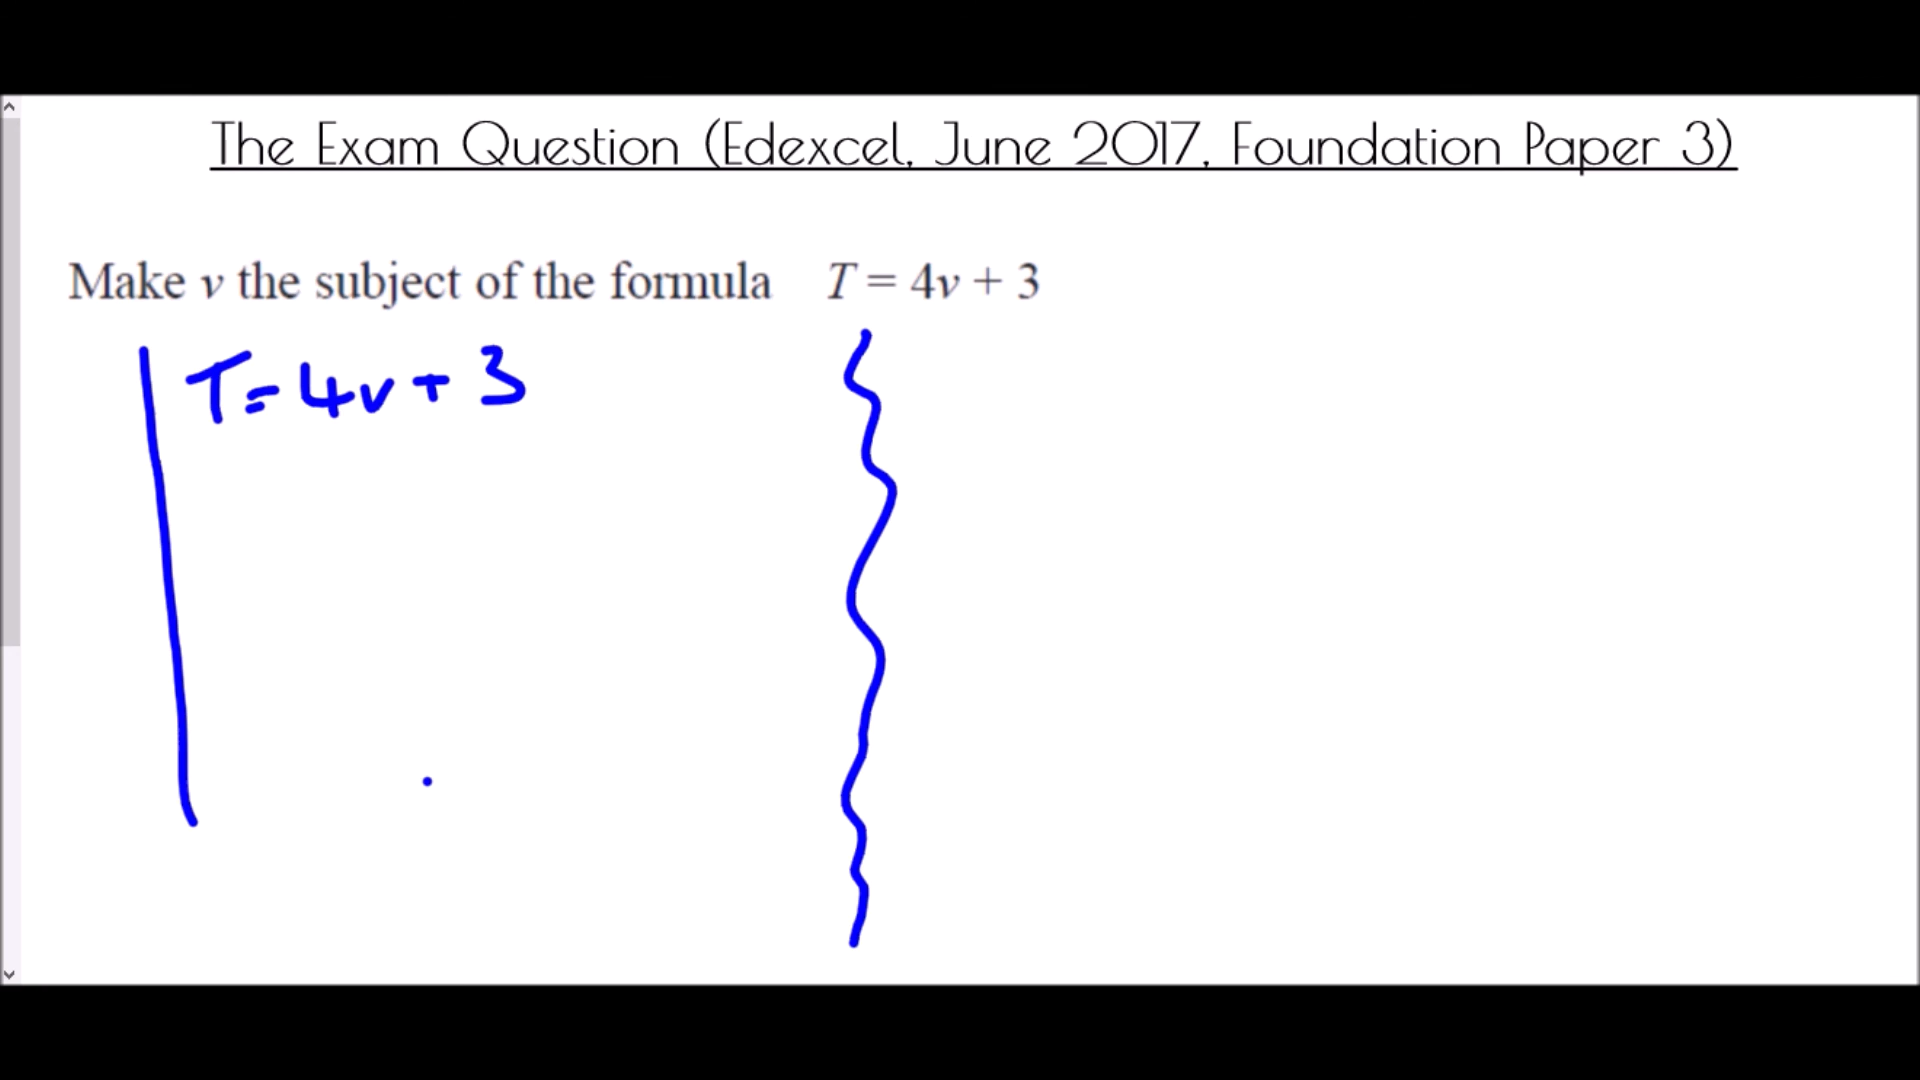 The Exam Question (Edexcel, June 2017, Foundation Paper 3)
Make v the subject of the formula T = 4v + 3
T = 4v + 3